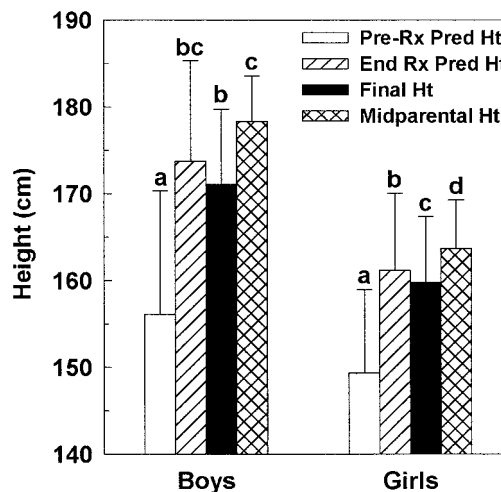 190
180
170
160
150
140
Height (cm)
Pre-Rx Pred Ht
End Rx Pred Ht
Final Ht
Midparental Ht
a
bc
b
c
a
b
c
d
Boys
Girls